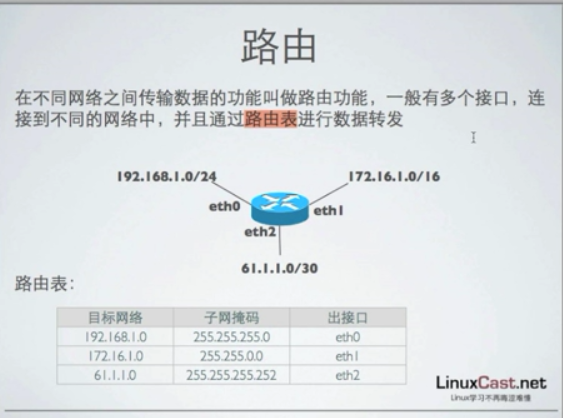 路由
在不同网络之间传输数据的功能叫做路由功能，一般有多个接口，连
接到不同的网络中，并且通过路由表进行数据转发
192.168.1.0/24
172.16.1.0/16
eth0
eth1
eth2
61.1.1.0/30
路由表：
目标网络 子网掩码 出接口
192.168.1.0 255.255.255.0 eth0
172.16.1.0 255.255.0.0 eth1
61.1.1.0 255.255.255.252 eth2
LinuxCast.net
Linux学习不再晦涩难懂